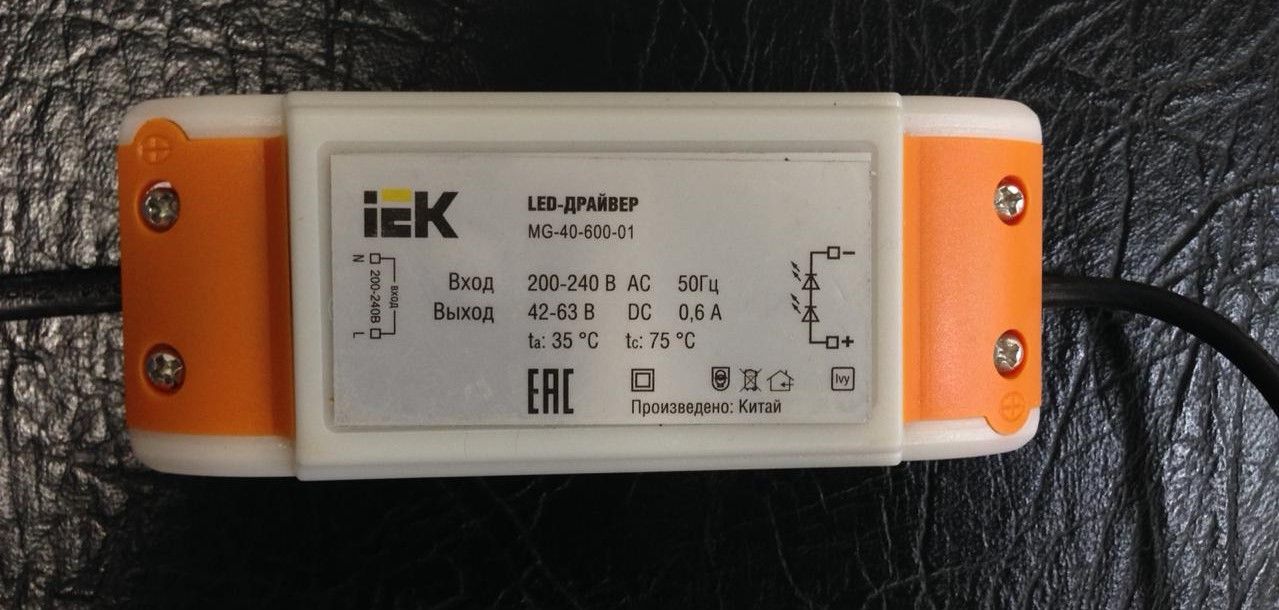 iEK
LED-ДРАЙВЕР
MG-40-600-01
Вход 200-240 В AC 50Гц
Выход 42-63 В DC 0,6 А
ta: 35 °C tc: 75 °C
N 200-240В L
вход
−
+
EAC
Ivy
Произведено: Китай